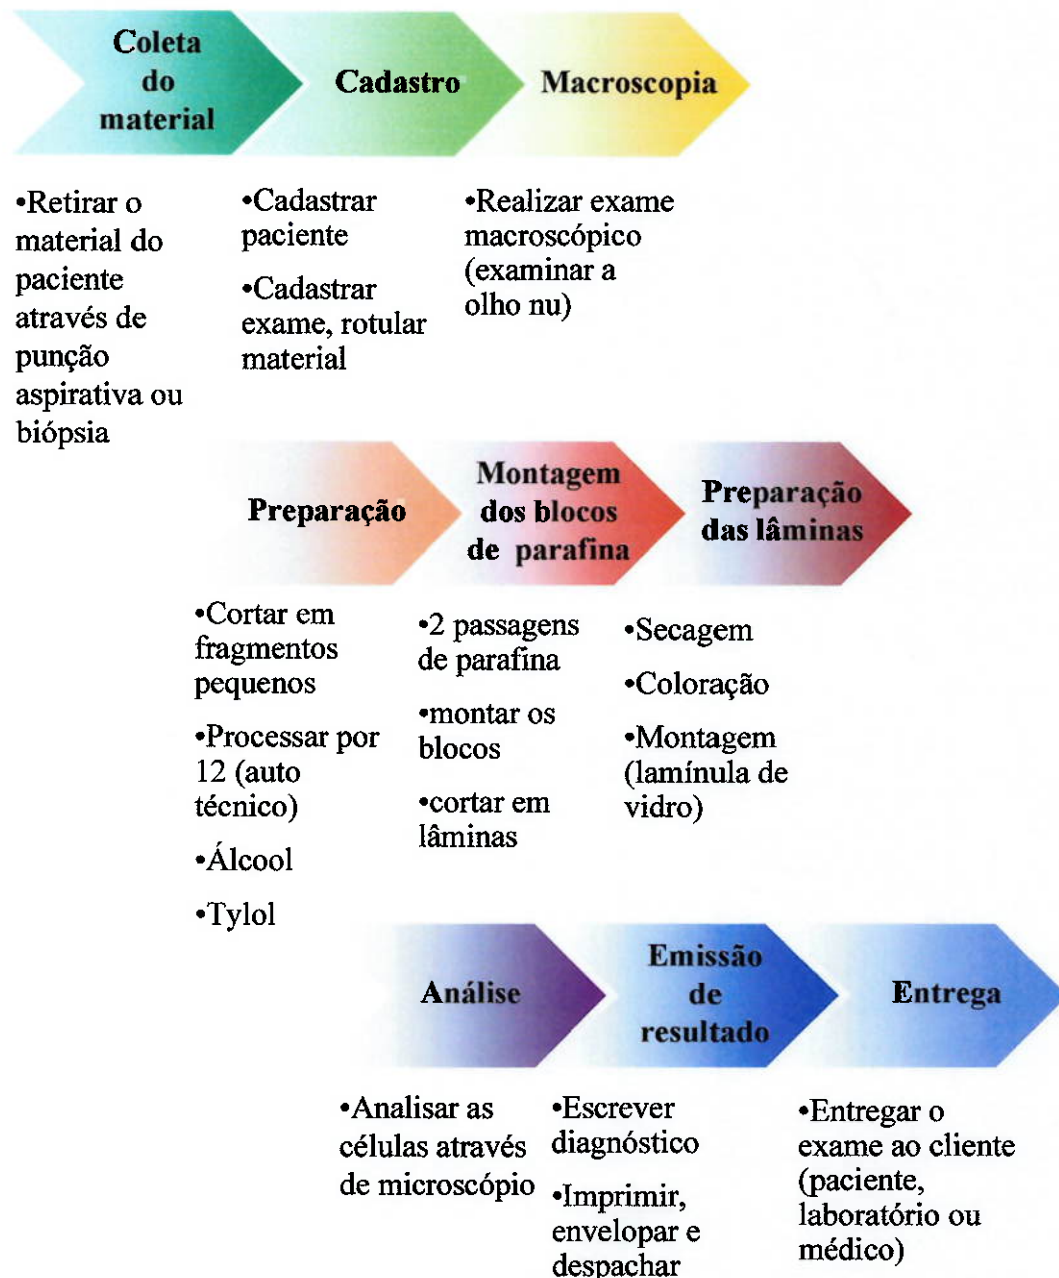 Coleta
do
material
Cadastro
Macroscopia
•Retirar o
material do
paciente
através de
punção
aspirativa ou
biópsia
•Cadastrar
paciente
•Cadastrar
exame, rotular
material
•Realizar exame
macroscópico
(examinar a
olho nu)
Preparação
Montagem
dos blocos
de parafina
Preparação
das lâminas
•Cortar em
fragmentos
pequenos
•Processar por
12 (auto
técnico)
•Álcool
•Tylol
•2 passagens
de parafina
•montar os
blocos
•cortar em
lâminas
•Secagem
•Coloração
•Montagem
(lamínula de
vidro)
Análise
Emissão
de
resultado
Entrega
•Analisar as
células através
de microscópio
•Escrever
diagnóstico
•Imprimir,
envelopar e
despachar
•Entregar o
exame ao cliente
(paciente,
laboratório ou
médico)